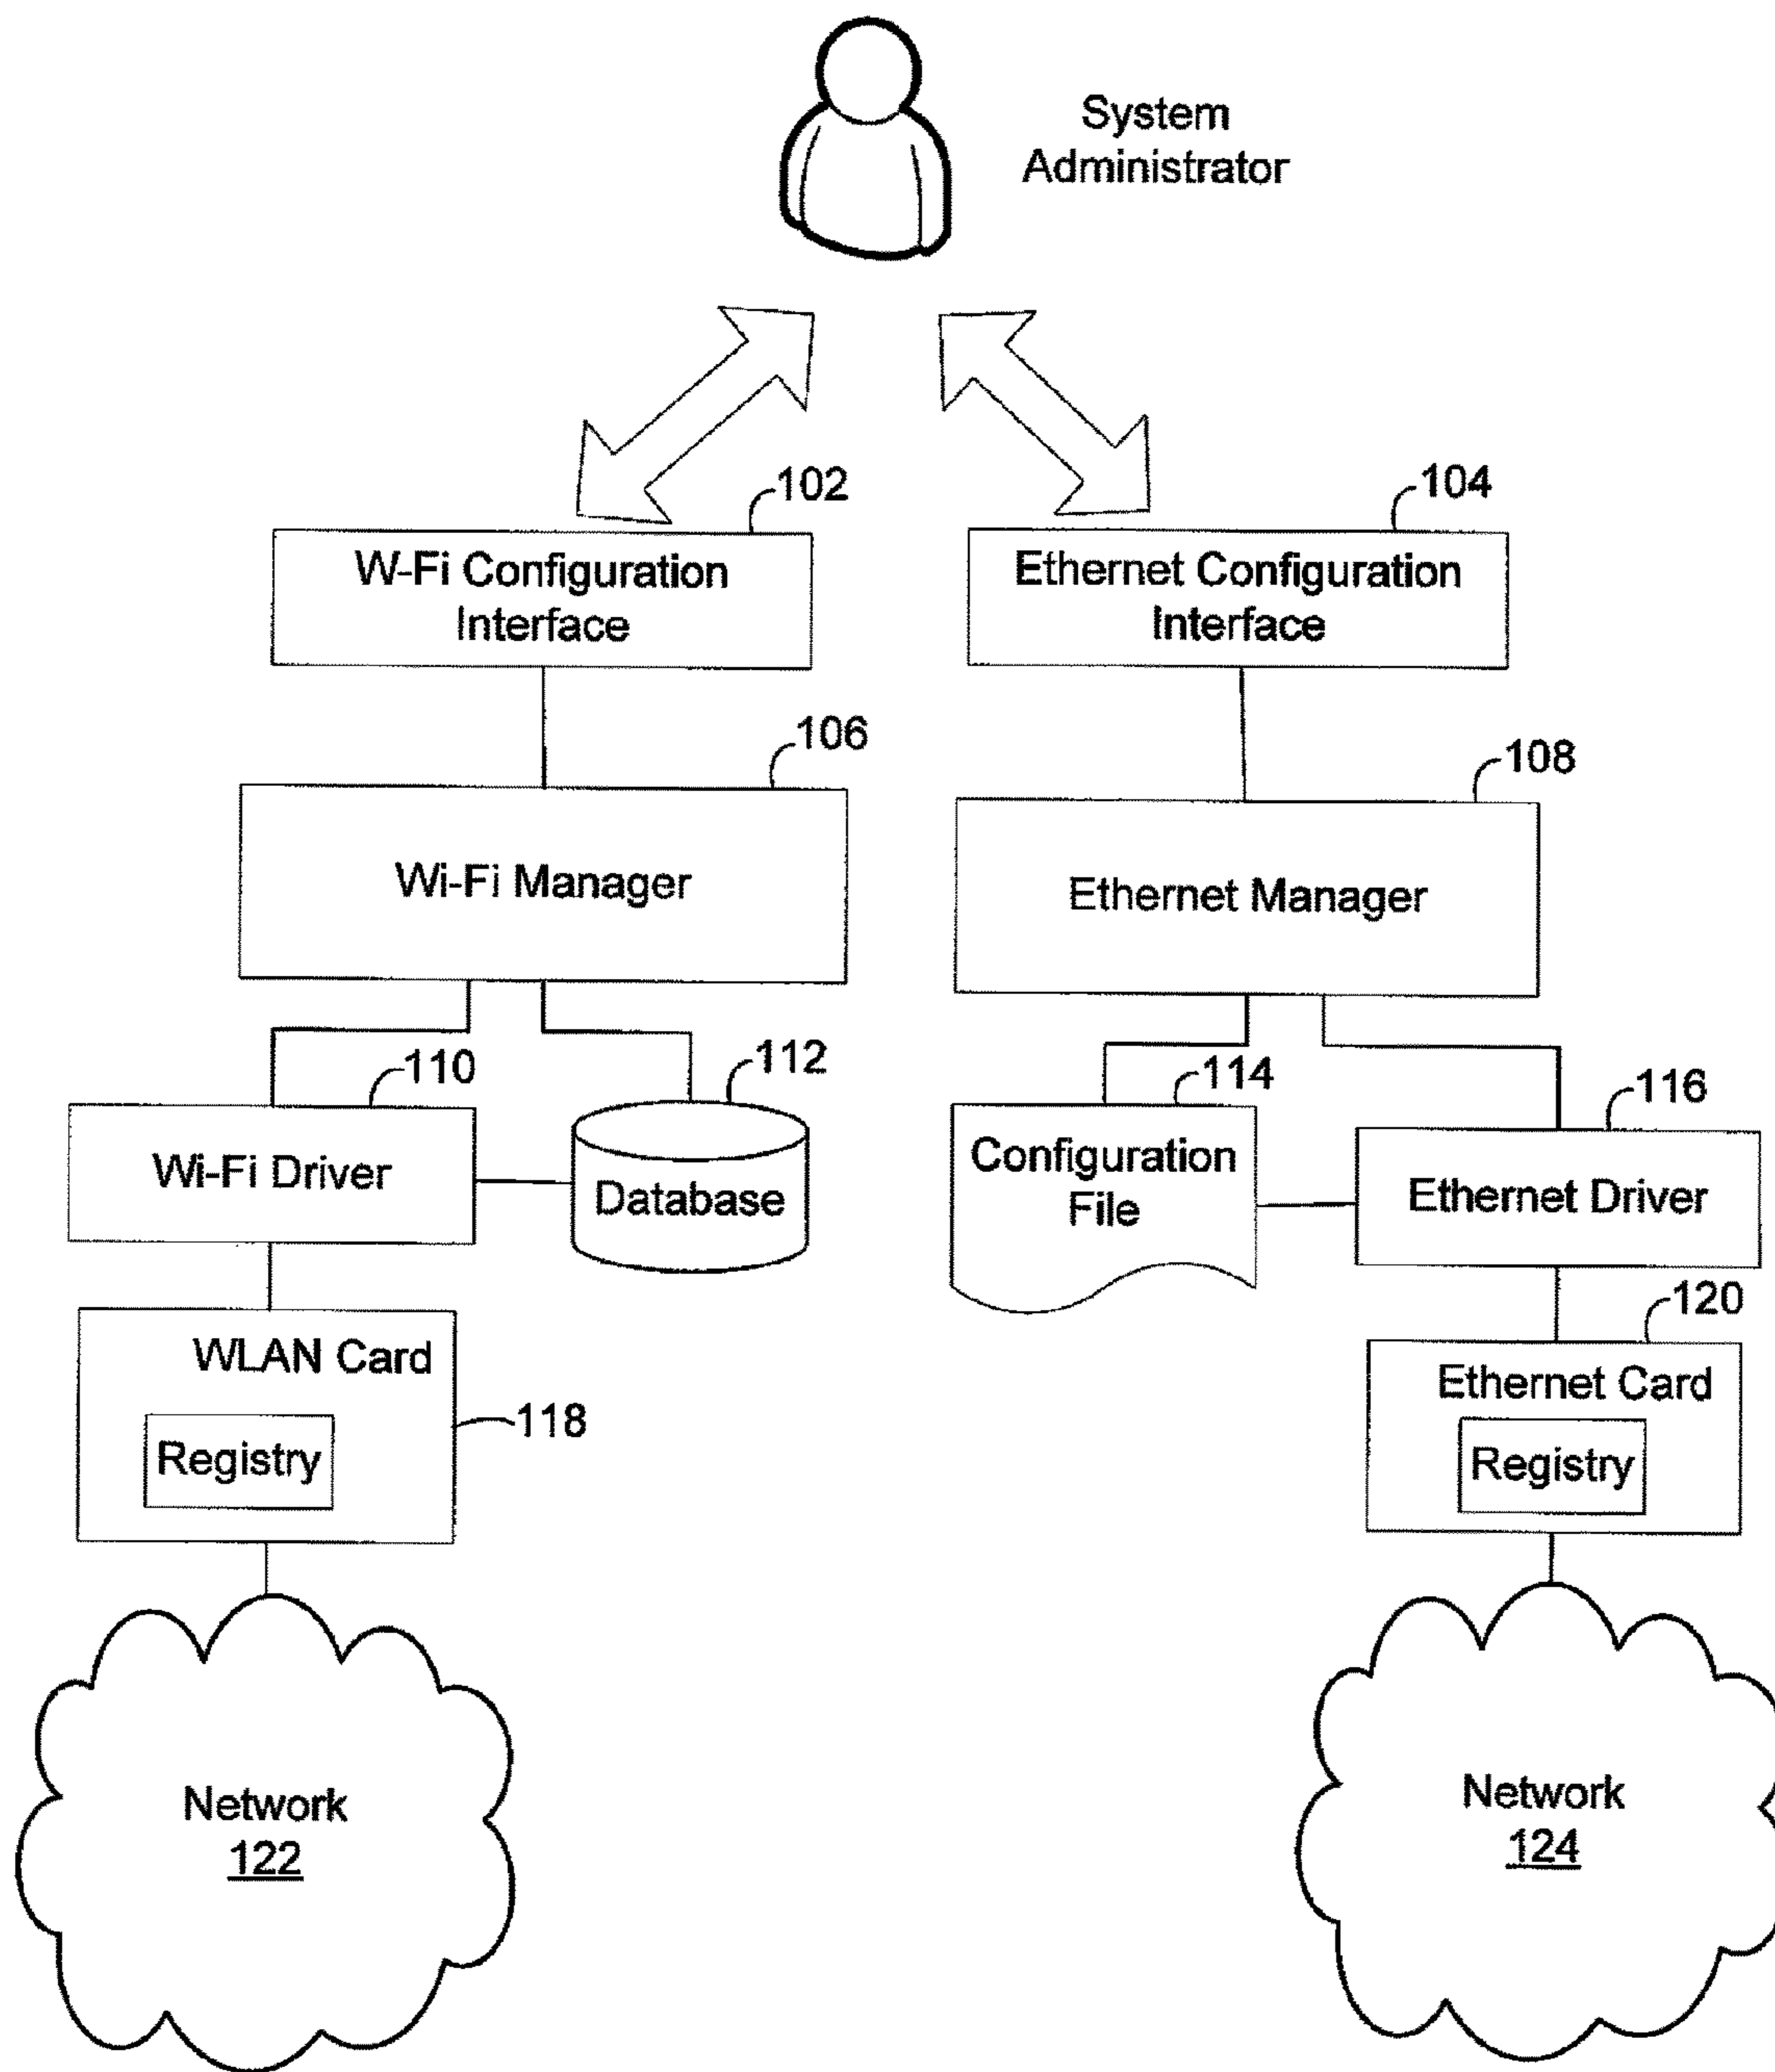 System
Administrator
102
104
W-Fi Configuration
Interface
Ethernet Configuration
Interface
106
108
Wi-Fi Manager
Ethernet Manager
110
112
114
116
Wi-Fi Driver
Database
Configuration
File
Ethernet Driver
120
WLAN Card
118
Registry
Ethernet Card
Registry
Network
122
Network
124